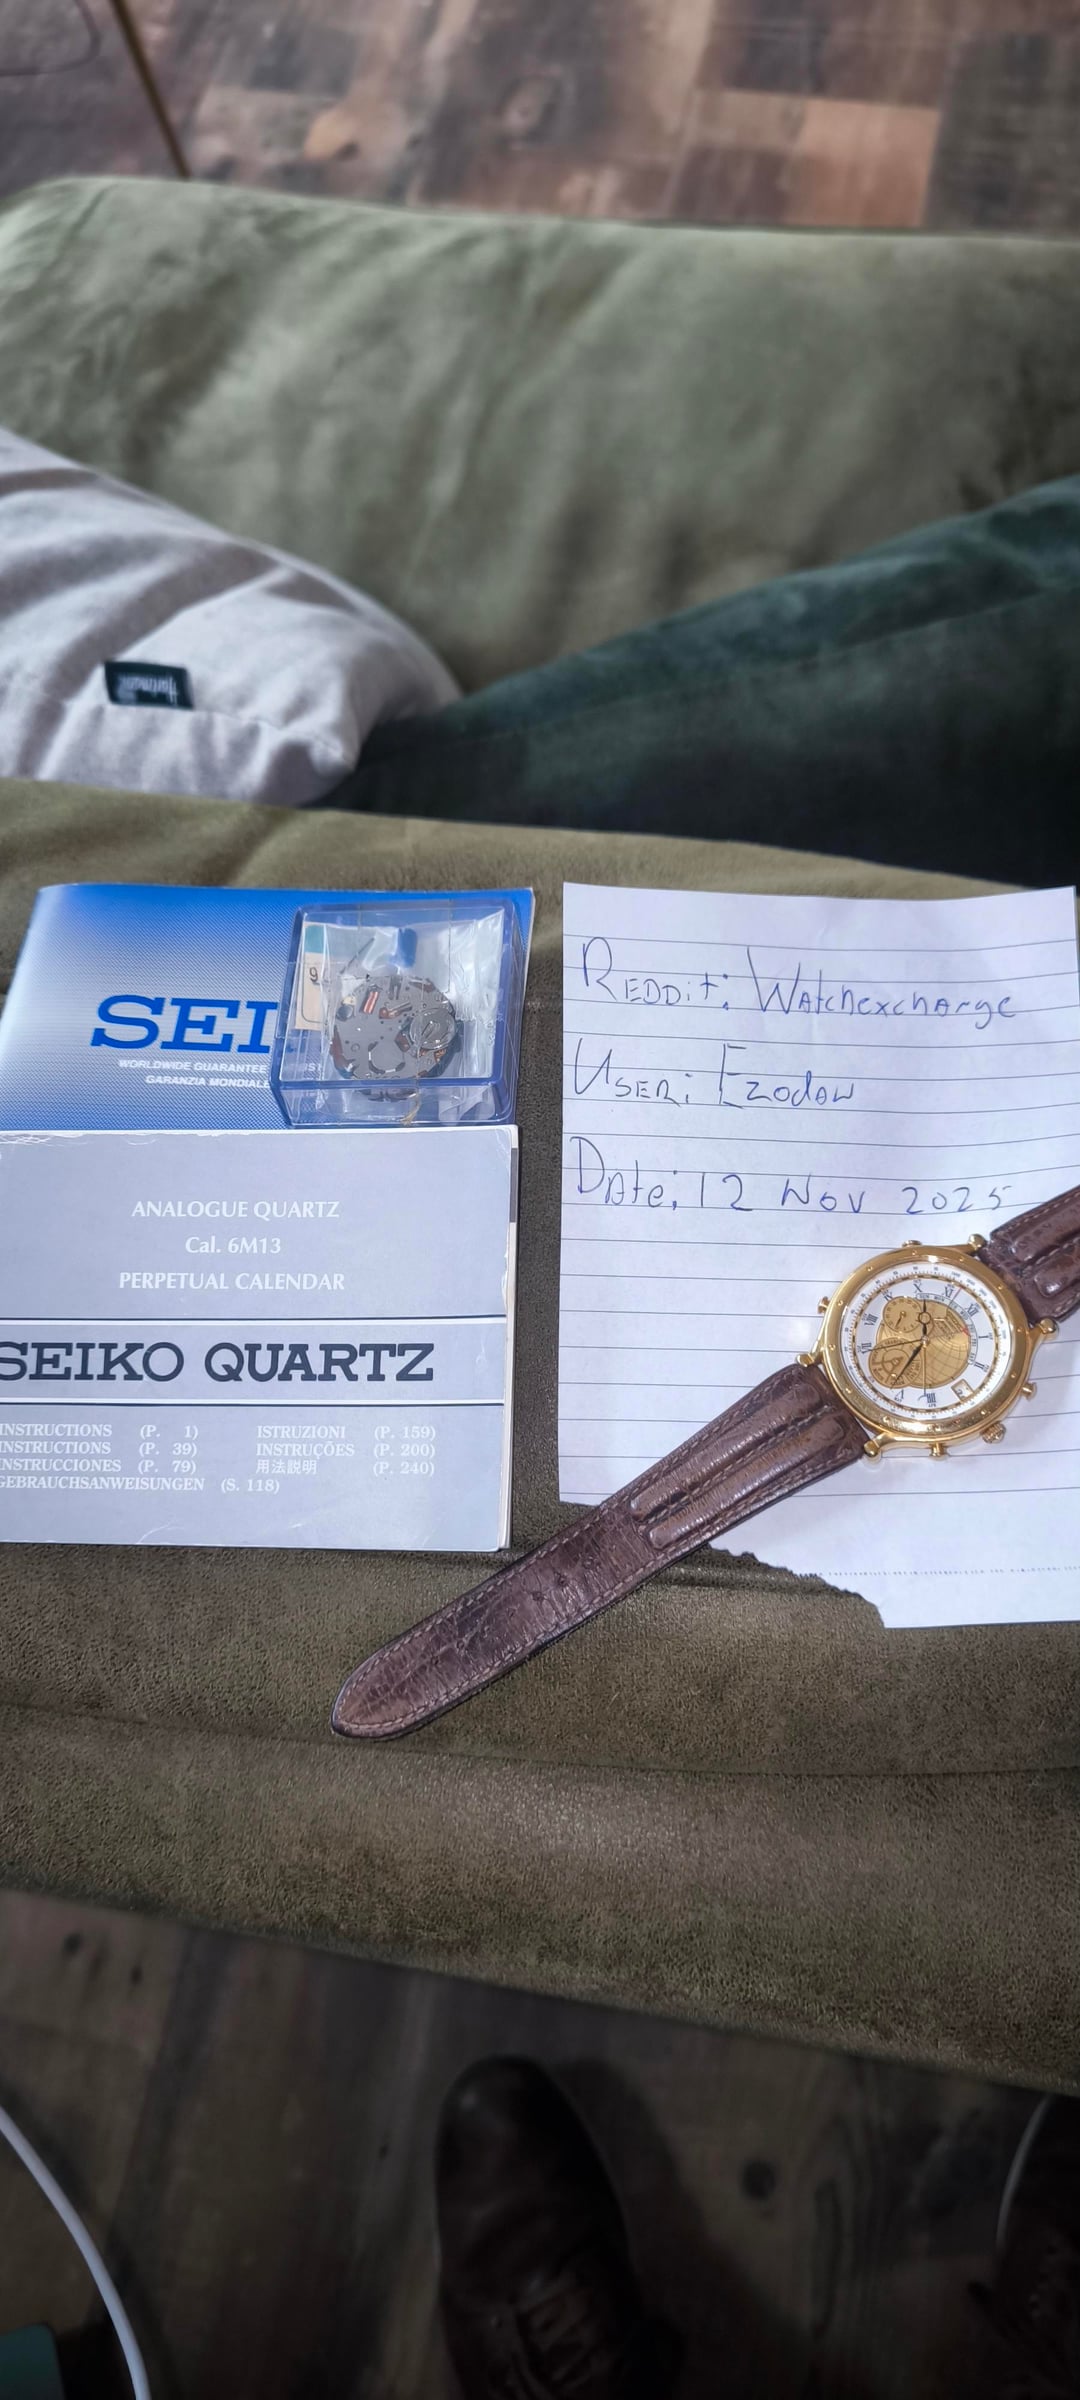 SEI
WORLDWIDE GUARANTEE
GARANZIA MONDIALE
ANALOGUE QUARTZ
Cal. 6M13
PERPETUAL CALENDAR
SEIKO QUARTZ
INSTRUCTIONS (P. 1) ISTRUZIONI (P. 159)
INSTRUCTIONS (P. 39) INSTRUÇÕES (P. 200)
INSTRUCCIONES (P. 79) 用法説明 (P. 240)
GEBRAUCHSANWEISUNGEN (S. 118)
Reddit: Watchexchange
User: Ezodaw
Date: 12 Nov 2025